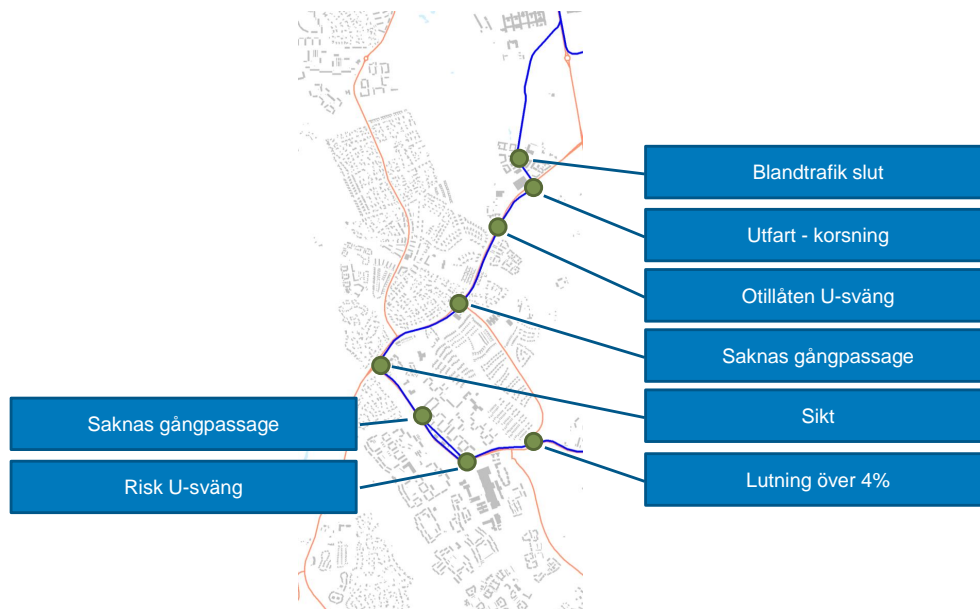 Blandtrafik slut
Utfart - korsning
Otillåten U-sväng
Saknas gångpassage
Sikt
Lutning över 4%
Saknas gångpassage
Risk U-sväng